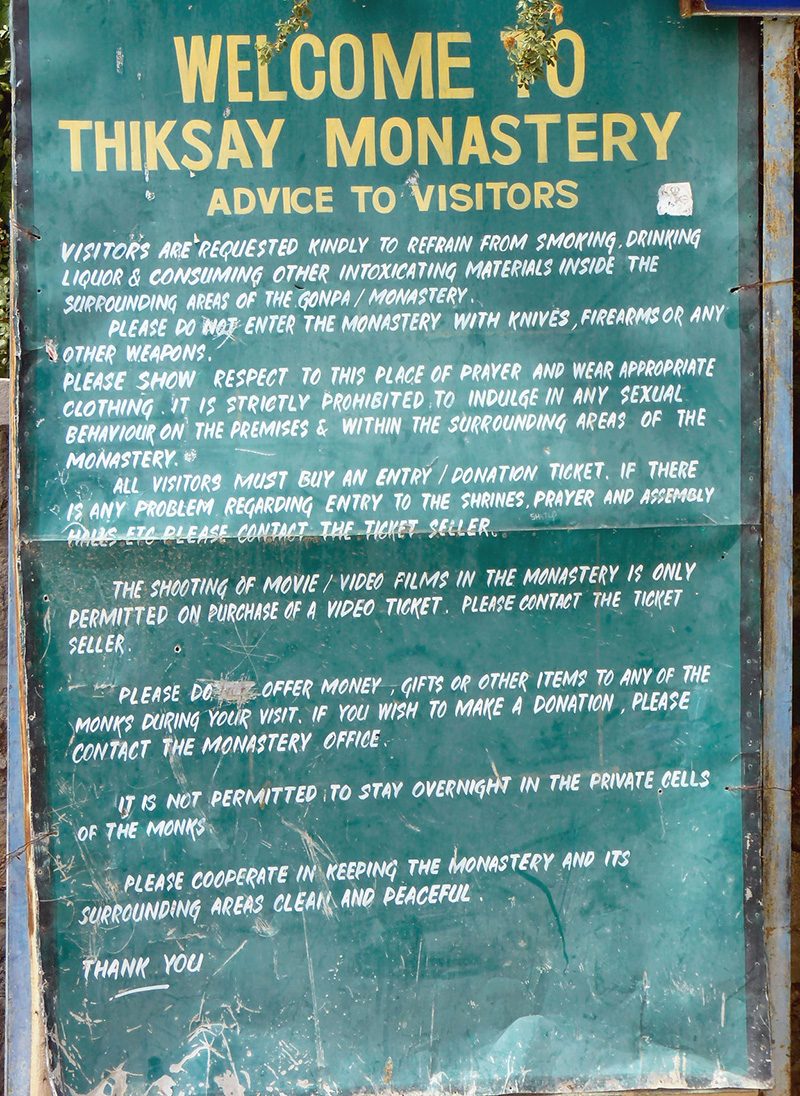 WELCOME TO
THIKSAY MONASTERY
ADVICE TO VISITORS
VISITORS ARE REQUESTED KINDLY TO REFRAIN FROM SMOKING, DRINKING
LIQUOR & CONSUMING OTHER INTOXICATING MATERIALS INSIDE THE
SURROUNDING AREAS OF THE GONPA / MONASTERY.
PLEASE DO NOT ENTER THE MONASTERY WITH KNIVES, FIREARMS OR ANY
OTHER WEAPONS.
PLEASE SHOW RESPECT TO THIS PLACE OF PRAYER AND WEAR APPROPRIATE
CLOTHING. IT IS STRICTLY PROHIBITED TO INDULGE IN ANY SEXUAL
BEHAVIOUR ON THE PREMISES & WITHIN THE SURROUNDING AREAS OF THE
MONASTERY.
ALL VISITORS MUST BUY AN ENTRY / DONATION TICKET. IF THERE
IS ANY PROBLEM REGARDING ENTRY TO THE SHRINES, PRAYER AND ASSEMBLY
HALLS ETC PLEASE CONTACT THE TICKET SELLER.
THE SHOOTING OF MOVIE / VIDEO FILMS IN THE MONASTERY IS ONLY
PERMITTED ON PURCHASE OF A VIDEO TICKET. PLEASE CONTACT THE TICKET
SELLER.
PLEASE DO OFFER MONEY, GIFTS OR OTHER ITEMS TO ANY OF THE
MONKS DURING YOUR VISIT. IF YOU WISH TO MAKE A DONATION, PLEASE
CONTACT THE MONASTERY OFFICE.
IT IS NOT PERMITTED TO STAY OVERNIGHT IN THE PRIVATE CELLS
OF THE MONKS
PLEASE COOPERATE IN KEEPING THE MONASTERY AND ITS
SURROUNDING AREAS CLEAN AND PEACEFUL.
THANK YOU